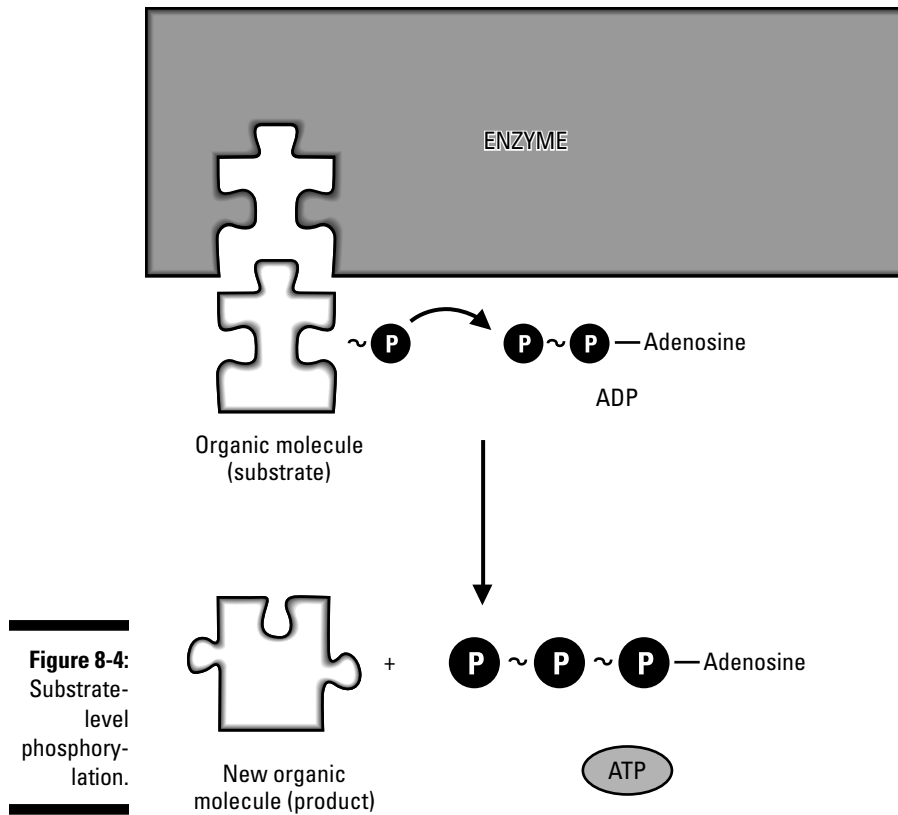 ENZYME
~ P
P ~ P — Adenosine
ADP
Organic molecule
(substrate)
Figure 8-4:
Substrate-
level
phosphory-
lation.
+
P ~ P ~ P — Adenosine
New organic
molecule (product)
ATP